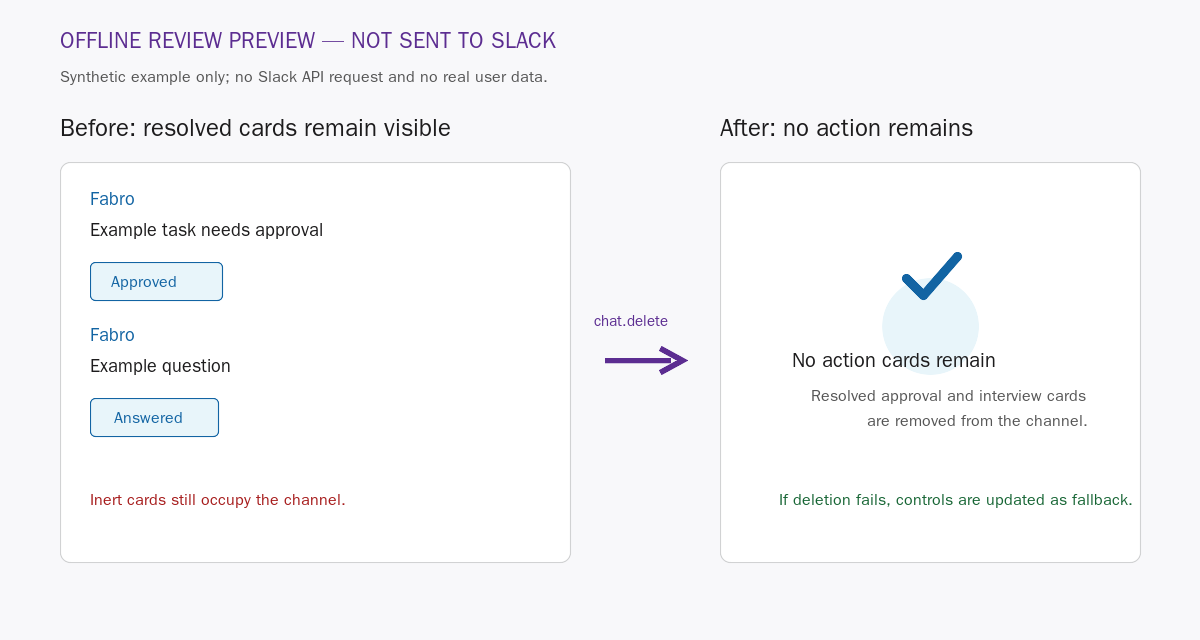 OFFLINE REVIEW PREVIEW — NOT SENT TO SLACK
Synthetic example only; no Slack API request and no real user data.
Before: resolved cards remain visible
Fabro
Example task needs approval
Approved
Fabro
Example question
Answered
Inert cards still occupy the channel.
chat.delete
After: no action remains
No action cards remain
Resolved approval and interview cards
are removed from the channel.
If deletion fails, controls are updated as fallback.